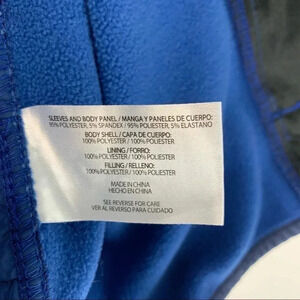 SLEEVES AND BODY PANEL / MANGA Y PANELES DE CUERPO:
95% POLYESTER, 5% SPANDEX / 95% POLIESTER, 5% ELASTANO
BODY SHELL / CAPA DE CUERPO:
100% POLYESTER / 100% POLIESTER
LINING / FORRO:
100% POLYESTER / 100% POLIESTER
FILLING / RELLENO:
100% POLYESTER / 100% POLIESTER
MADE IN CHINA
HECHO EN CHINA
SEE REVERSE FOR CARE
VER AL REVERSO PARA CUIDADO